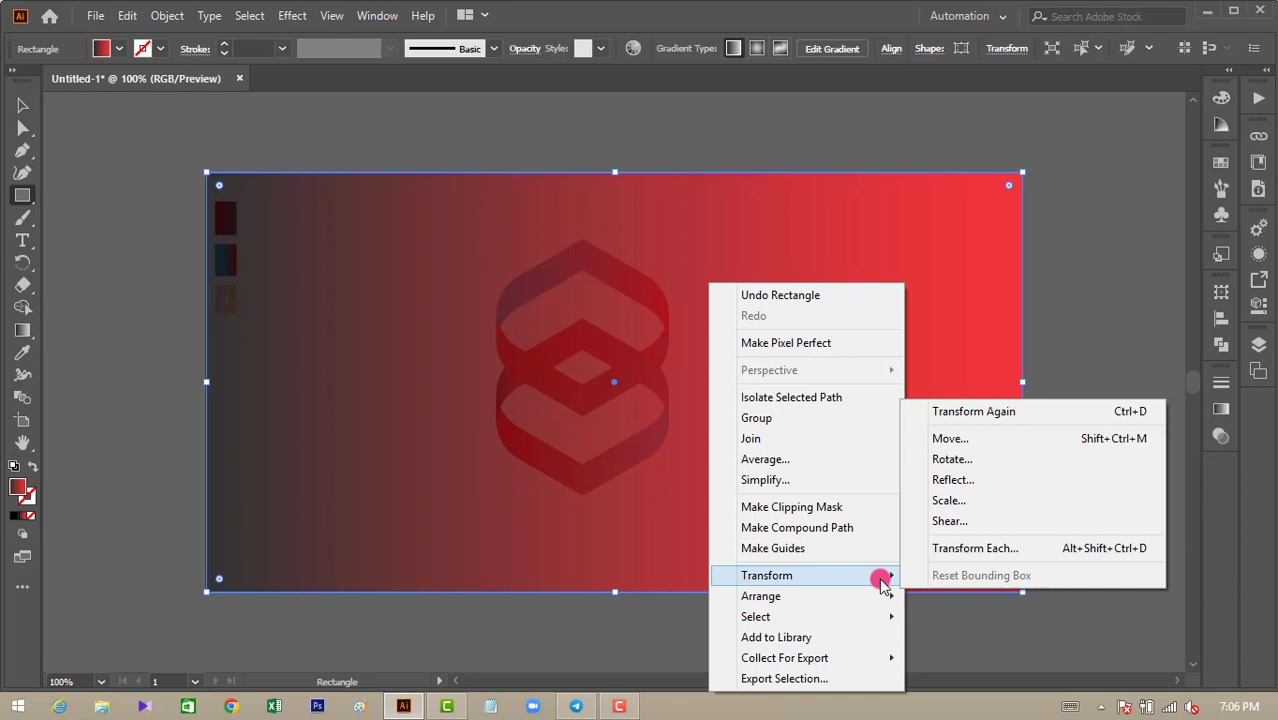 Ai File Edit Object Type Select Effect View Window Help Automation Search Adobe Stock
Rectangle Stroke: Basic Opacity Style: Gradient Type: Edit Gradient Align Shape: Transform
Untitled-1* @ 100% (RGB/Preview) ×
Undo Rectangle
Redo
Make Pixel Perfect
Perspective
Isolate Selected Path
Group
Join
Average...
Simplify...
Make Clipping Mask
Make Compound Path
Make Guides
Transform
Arrange
Select
Add to Library
Collect For Export
Export Selection...
Transform Again Ctrl+D
Move... Shift+Ctrl+M
Rotate...
Reflect...
Scale...
Shear...
Transform Each... Alt+Shift+Ctrl+D
Reset Bounding Box
100% 1 Rectangle
Ps Ai C C 7:06 PM